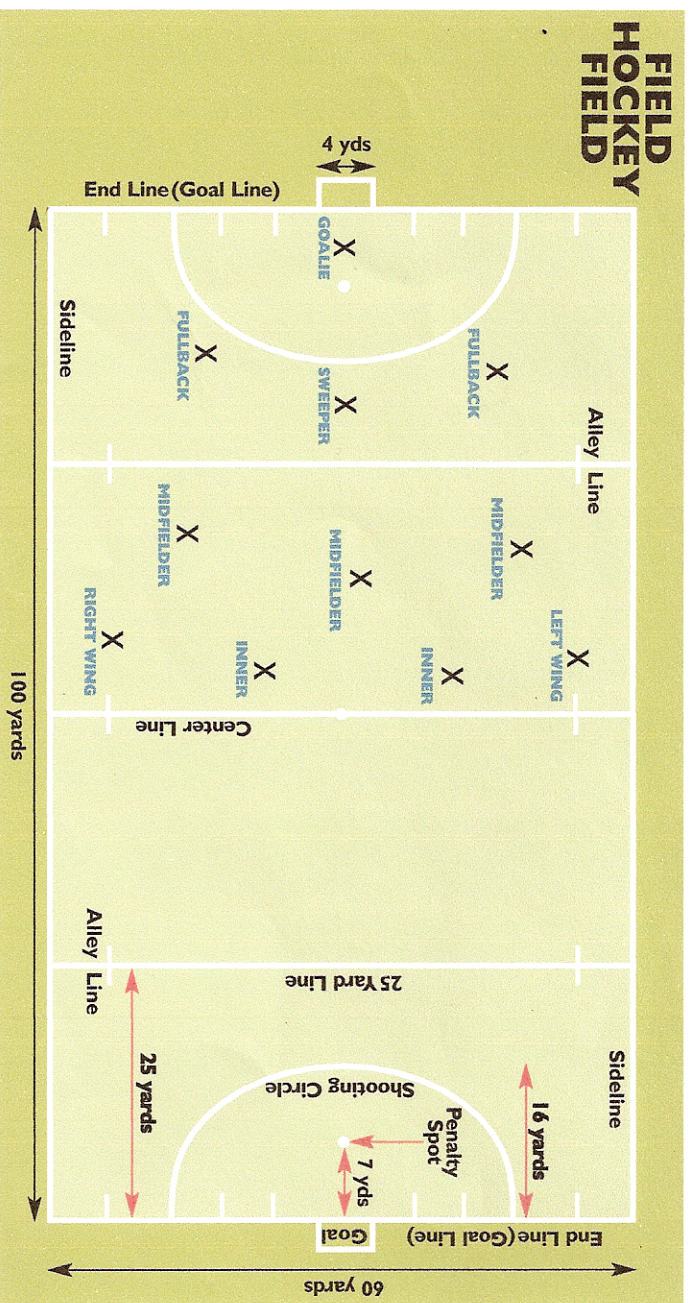 FIELD
HOCKEY
FIELD
4 yds
End Line (Goal Line)
GOALIE
Sideline
FULLBACK
SWEEPER
FULLBACK
Alley Line
MIDFIELDER
MIDFIELDER
MIDFIELDER
RIGHT WING
INNER
INNER
LEFT WING
Center Line
100 yards
Alley Line
25 Yard Line
25 yards
Shooting Circle
Sideline
16 yards
Penalty
Spot
7 yds
Goal
End Line (Goal Line)
60 yards